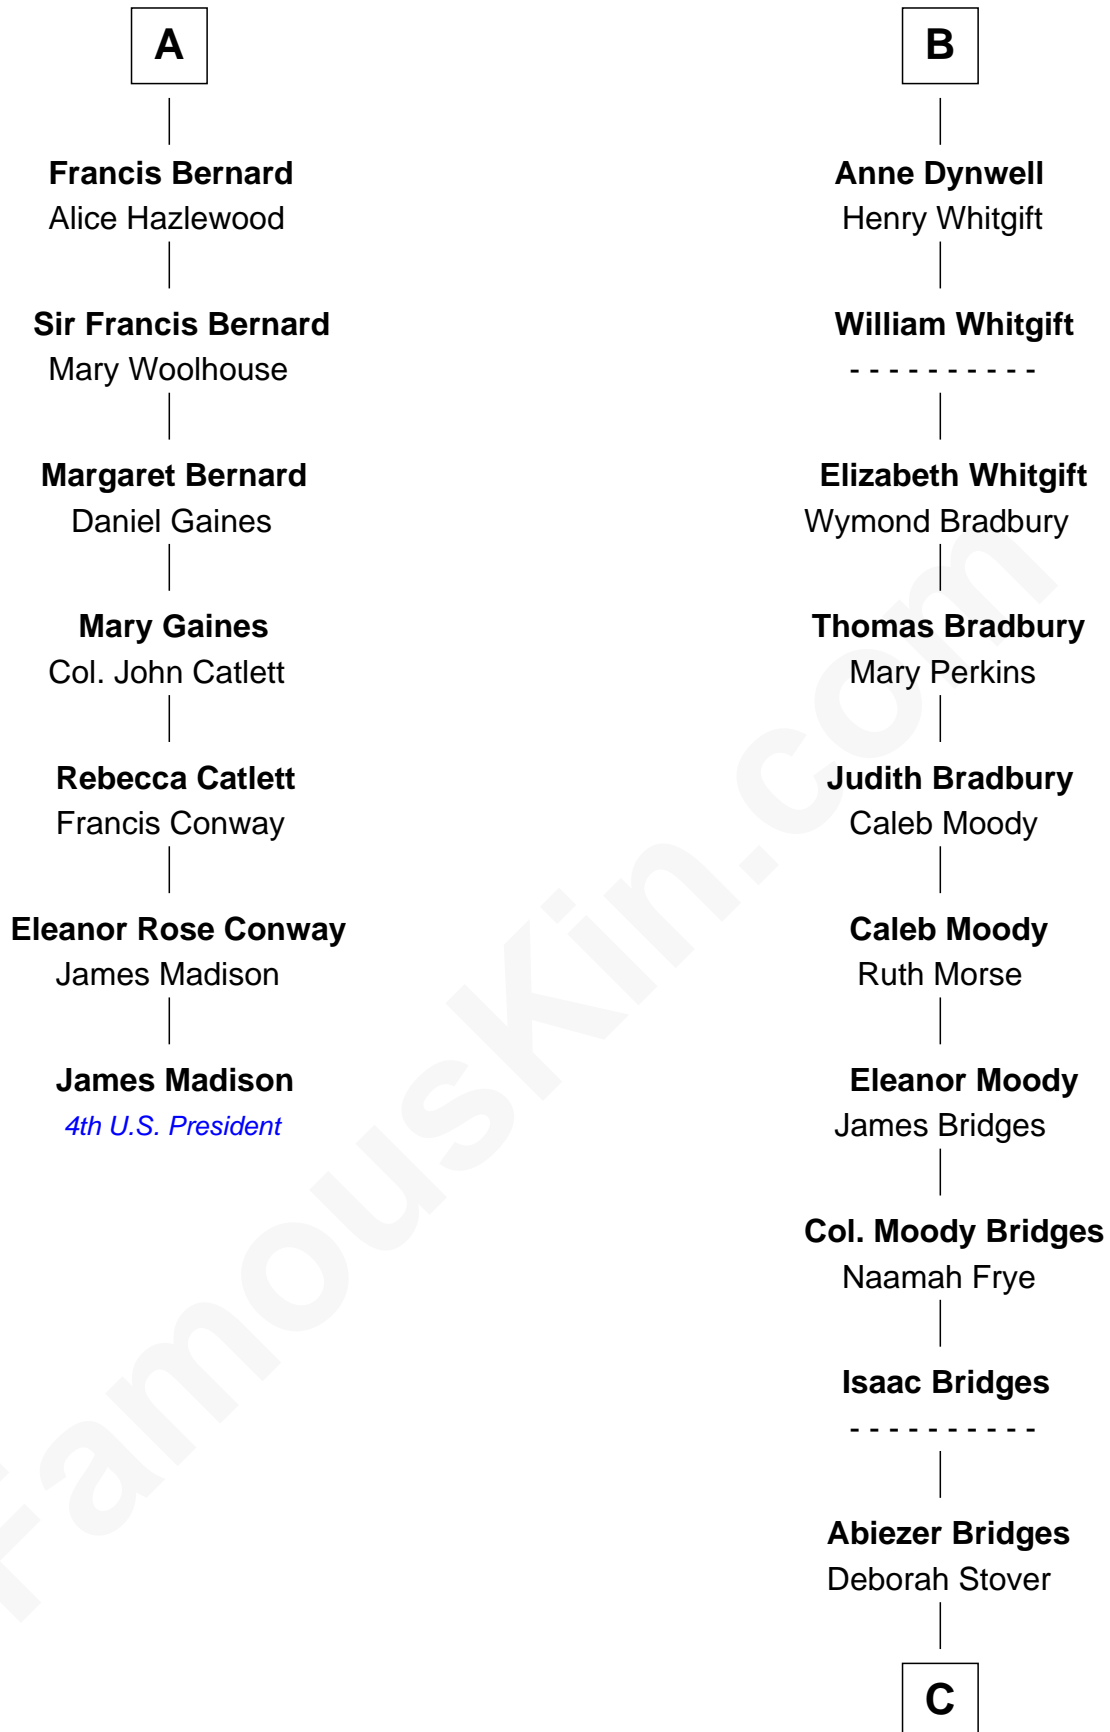 A
Francis Bernard
Alice Hazlewood
Sir Francis Bernard
Mary Woolhouse
Margaret Bernard
Daniel Gaines
Mary Gaines
Col. John Catlett
Rebecca Catlett
Francis Conway
Eleanor Rose Conway
James Madison
James Madison
4th U.S. President
B
Anne Dynwell
Henry Whitgift
William Whitgift
- - - - - - - - - -
Elizabeth Whitgift
Wymond Bradbury
Thomas Bradbury
Mary Perkins
Judith Bradbury
Caleb Moody
Caleb Moody
Ruth Morse
Eleanor Moody
James Bridges
Col. Moody Bridges
Naamah Frye
Isaac Bridges
- - - - - - - - - -
Abiezer Bridges
Deborah Stover
C
FamousKin.com